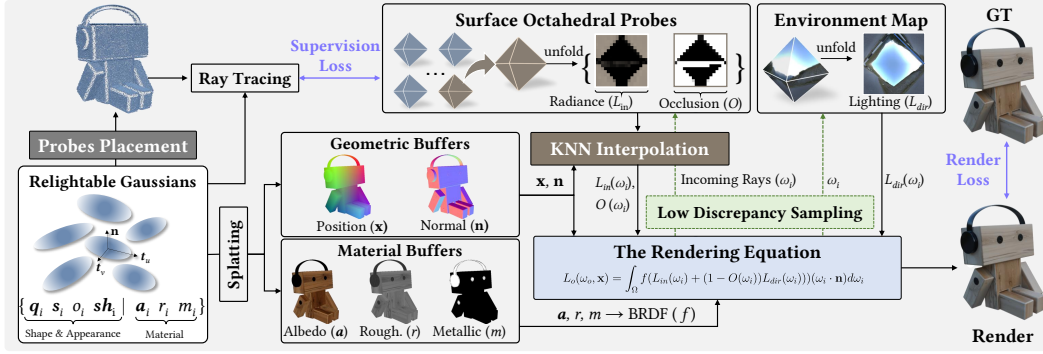 Surface Octahedral Probes
Environment Map
GT
Supervision
Loss
Ray Tracing
...
unfold
{ }
Radiance (L_in)
Occlusion (O)
unfold
Lighting (L_dir)
Probes Placement
Geometric Buffers
KNN Interpolation
Render
Loss
Relightable Gaussians
n
t_u
t_v
Position (x)
Normal (n)
x, n
L_in(ω_i),
O (ω_i)
Incoming Rays (ω_i)
ω_i
L_dir(ω_i)
Low Discrepancy Sampling
Splatting
Material Buffers
The Rendering Equation
L_o(ω_o, x) = ∫_Ω f(L_in(ω_i) + (1 − O(ω_i))L_dir(ω_i)))(ω_i · n)dω_i
{q_i s_i o_i sh_i | a_i r_i m_i}
Shape & Appearance
Material
Albedo (a)
Rough. (r)
Metallic (m)
a, r, m → BRDF (f)
Render